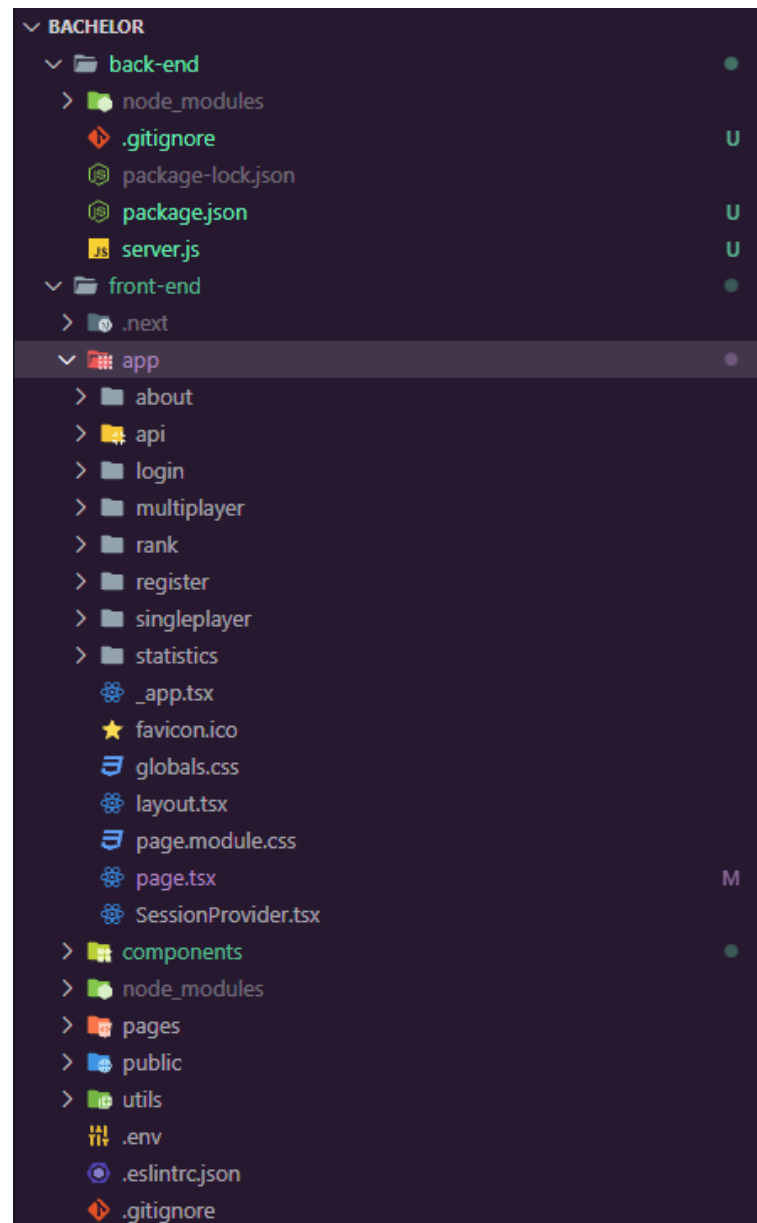 BACHELOR
back-end
node_modules
.gitignore U
package-lock.json
package.json U
JS server.js U
front-end
.next
app
about
api
login
multiplayer
rank
register
singleplayer
statistics
_app.tsx
favicon.ico
globals.css
layout.tsx
page.module.css
page.tsx M
SessionProvider.tsx
components
node_modules
pages
public
utils
.env
.eslintrc.json
.gitignore